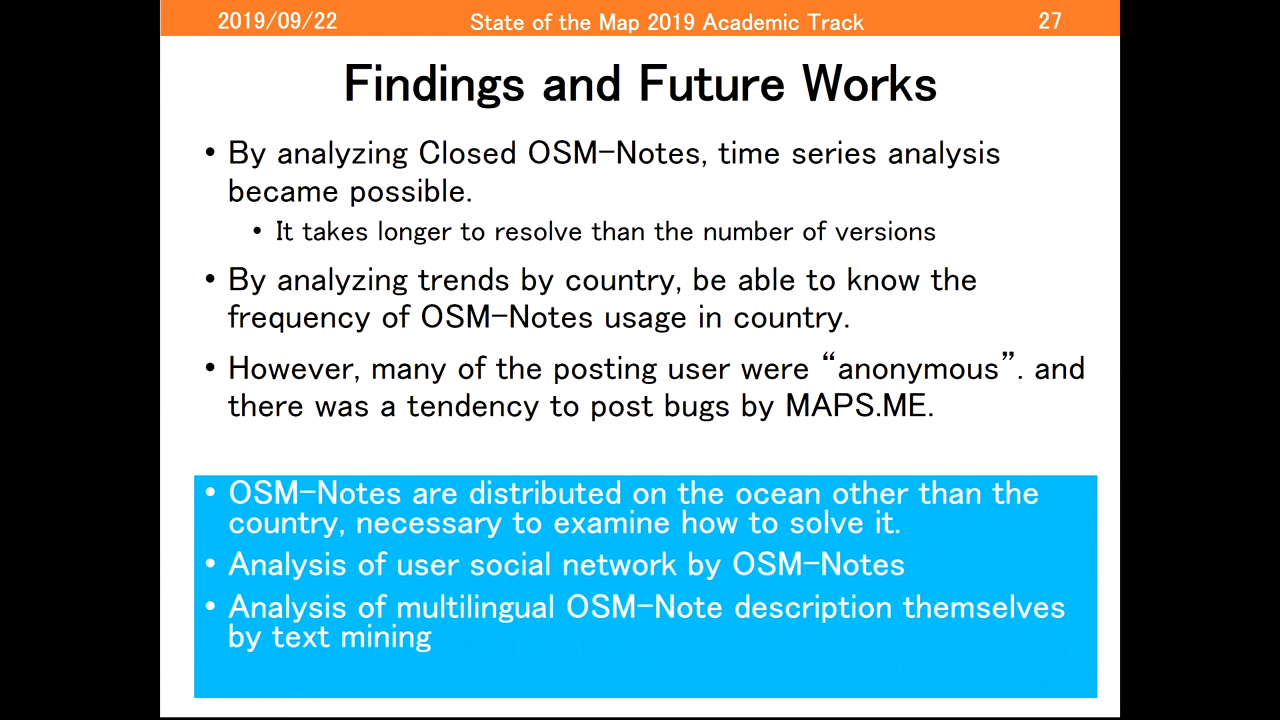 2019/09/22 State of the Map 2019 Academic Track 27
Findings and Future Works
• By analyzing Closed OSM-Notes, time series analysis
became possible.
• It takes longer to resolve than the number of versions
• By analyzing trends by country, be able to know the
frequency of OSM-Notes usage in country.
• However, many of the posting user were “anonymous”. and
there was a tendency to post bugs by MAPS.ME.
• OSM-Notes are distributed on the ocean other than the
country, necessary to examine how to solve it.
• Analysis of user social network by OSM-Notes
• Analysis of multilingual OSM-Note description themselves
by text mining